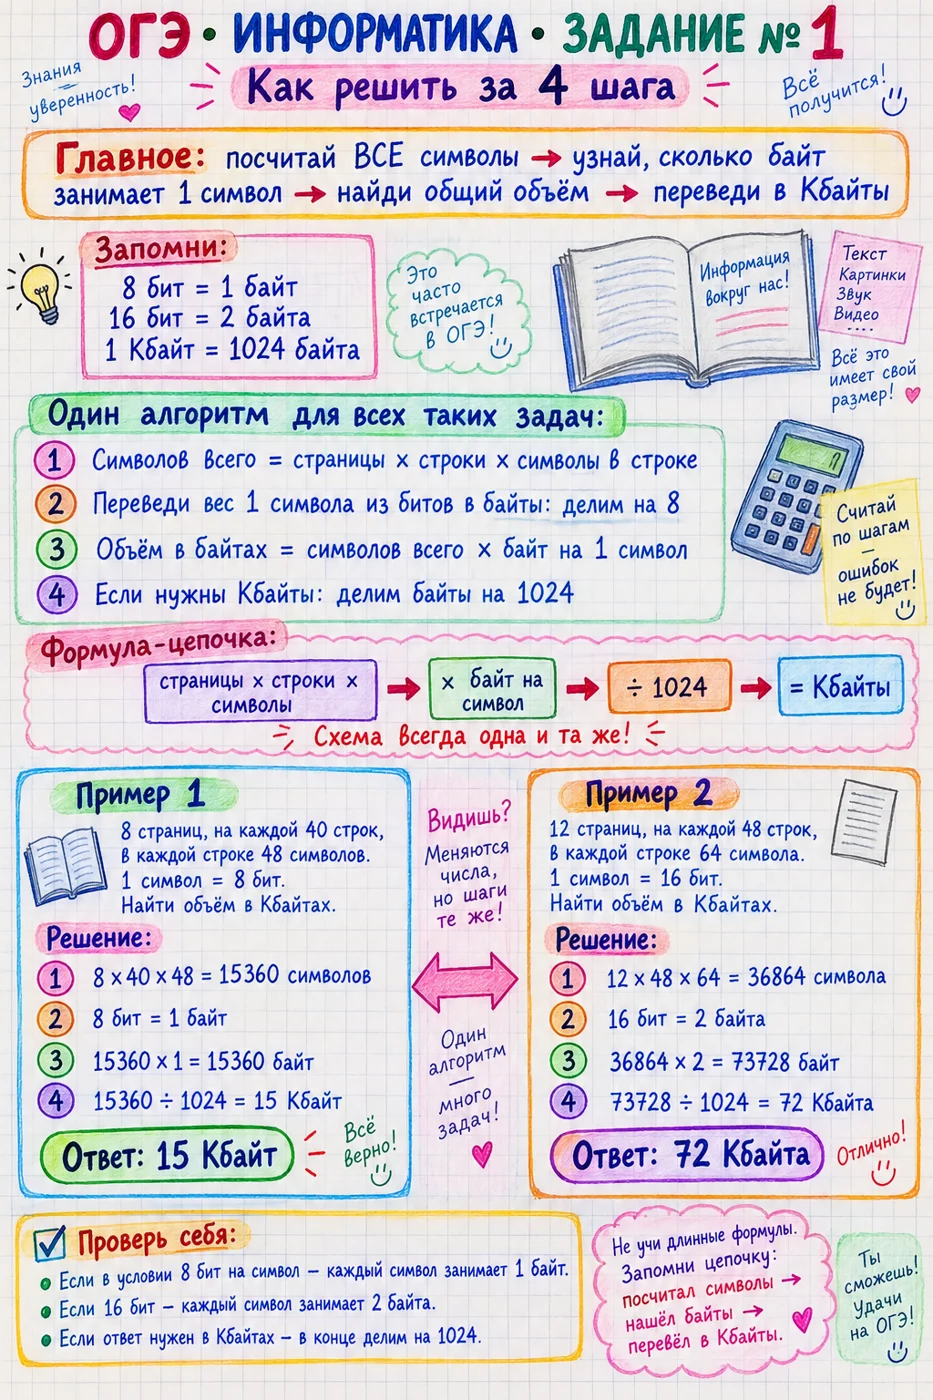 ОГЭ • ИНФОРМАТИКА • ЗАДАНИЕ № 1
Знания
—
уверенность!
Как решить за 4 шага
Всё
получится!
Главное: посчитай ВСЕ символы → узнай, сколько байт
занимает 1 символ → найди общий объём → переведи в Кбайты
Запомни:
8 бит = 1 байт
16 бит = 2 байта
1 Кбайт = 1024 байта
Это
часто
встречается
в ОГЭ!
Информация
вокруг нас!
Текст
Картинки
Звук
Видео
....
Всё это
имеет свой
размер!
Один алгоритм для всех таких задач:
1 Символов всего = страницы х строки х символы в строке
2 Переведи вес 1 символа из битов в байты: делим на 8
3 Объём в байтах = символов всего х байт на 1 символ
4 Если нужны Кбайты: делим байты на 1024
Считай
по шагам
—
ошибок
не будет!
Формула-цепочка:
страницы х строки х
символы
→
х байт на
символ
→
÷ 1024
→
= Кбайты
Схема всегда одна и та же!
Пример 1
8 страниц, на каждой 40 строк,
в каждой строке 48 символов.
1 символ = 8 бит.
Найти объём в Кбайтах.
Решение:
1 8 х 40 х 48 = 15360 символов
2 8 бит = 1 байт
3 15360 х 1 = 15360 байт
4 15360 ÷ 1024 = 15 Кбайт
Ответ: 15 Кбайт
Всё
верно!
Видишь?
Меняются
числа,
но шаги
те же!
Один
алгоритм
—
много
задач!
Пример 2
12 страниц, на каждой 48 строк,
в каждой строке 64 символа.
1 символ = 16 бит.
Найти объём в Кбайтах.
Решение:
1 12 х 48 х 64 = 36864 символа
2 16 бит = 2 байта
3 36864 х 2 = 73728 байт
4 73728 ÷ 1024 = 72 Кбайта
Ответ: 72 Кбайта
Отлично!
Проверь себя:
• Если в условии 8 бит на символ – каждый символ занимает 1 байт.
• Если 16 бит – каждый символ занимает 2 байта.
• Если ответ нужен в Кбайтах – в конце делим на 1024.
Не учи длинные формулы.
Запомни цепочку:
посчитал символы →
нашёл байты →
перевёл в Кбайты.
Ты
сможешь!
Удачи
на ОГЭ!